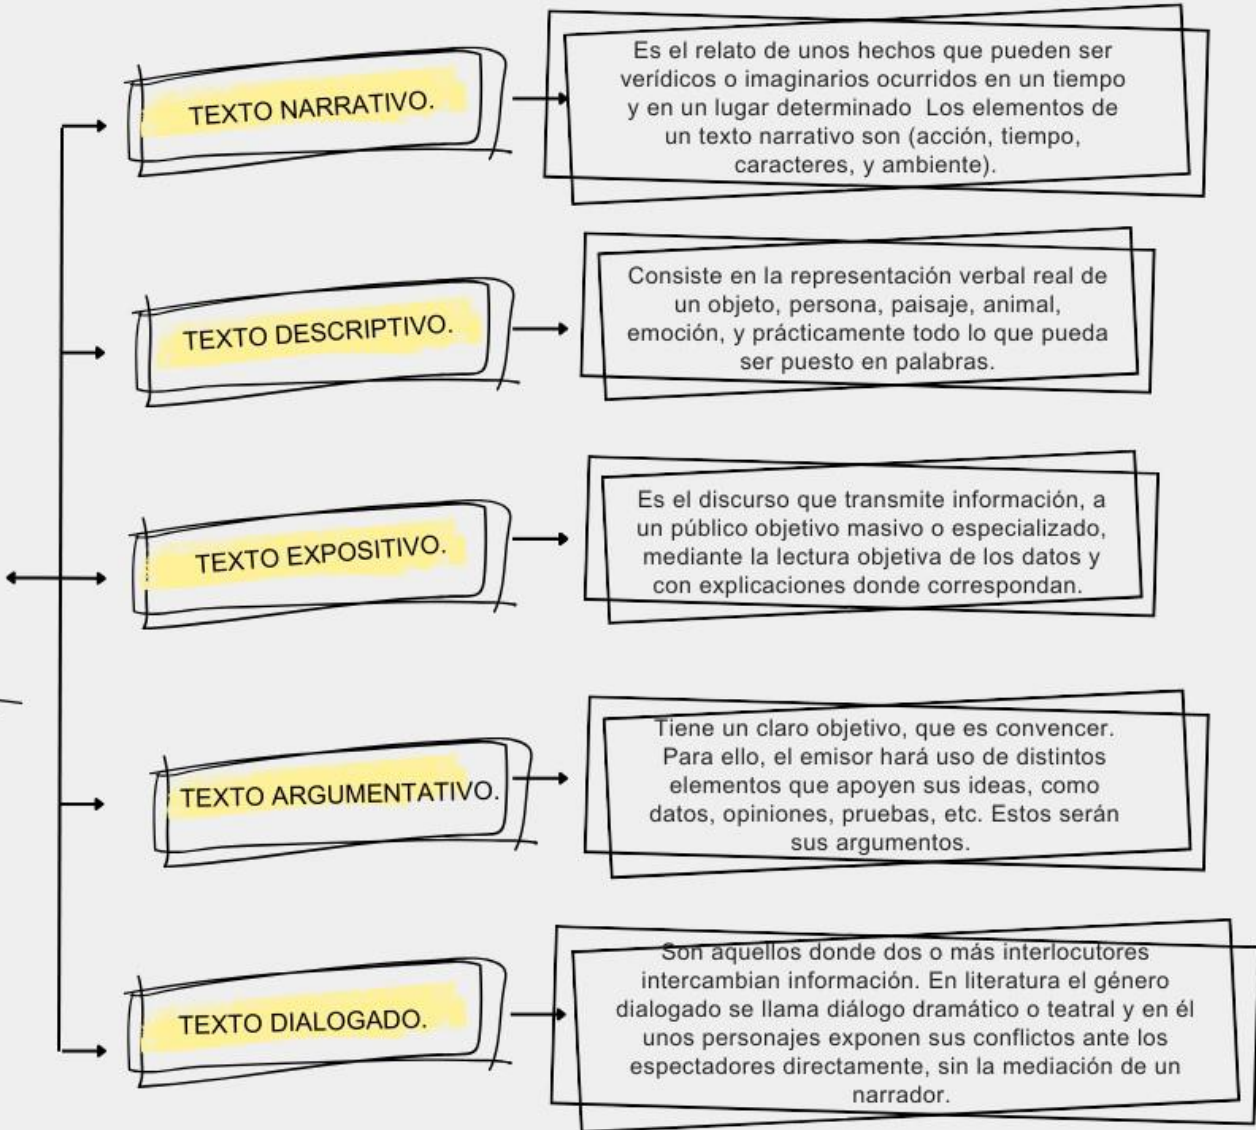 TEXTO NARRATIVO.
Es el relato de unos hechos que pueden ser
verídicos o imaginarios ocurridos en un tiempo
y en un lugar determinado  Los elementos de
un texto narrativo son (acción, tiempo,
caracteres, y ambiente).
TEXTO DESCRIPTIVO.
Consiste en la representación verbal real de
un objeto, persona, paisaje, animal,
emoción, y prácticamente todo lo que pueda
ser puesto en palabras.
TEXTO EXPOSITIVO.
Es el discurso que transmite información, a
un público objetivo masivo o especializado,
mediante la lectura objetiva de los datos y
con explicaciones donde correspondan.
TEXTO ARGUMENTATIVO.
Tiene un claro objetivo, que es convencer.
Para ello, el emisor hará uso de distintos
elementos que apoyen sus ideas, como
datos, opiniones, pruebas, etc. Estos serán
sus argumentos.
TEXTO DIALOGADO.
Son aquellos donde dos o más interlocutores
intercambian información. En literatura el género
dialogado se llama diálogo dramático o teatral y en él
unos personajes exponen sus conflictos ante los
espectadores directamente, sin la mediación de un
narrador.